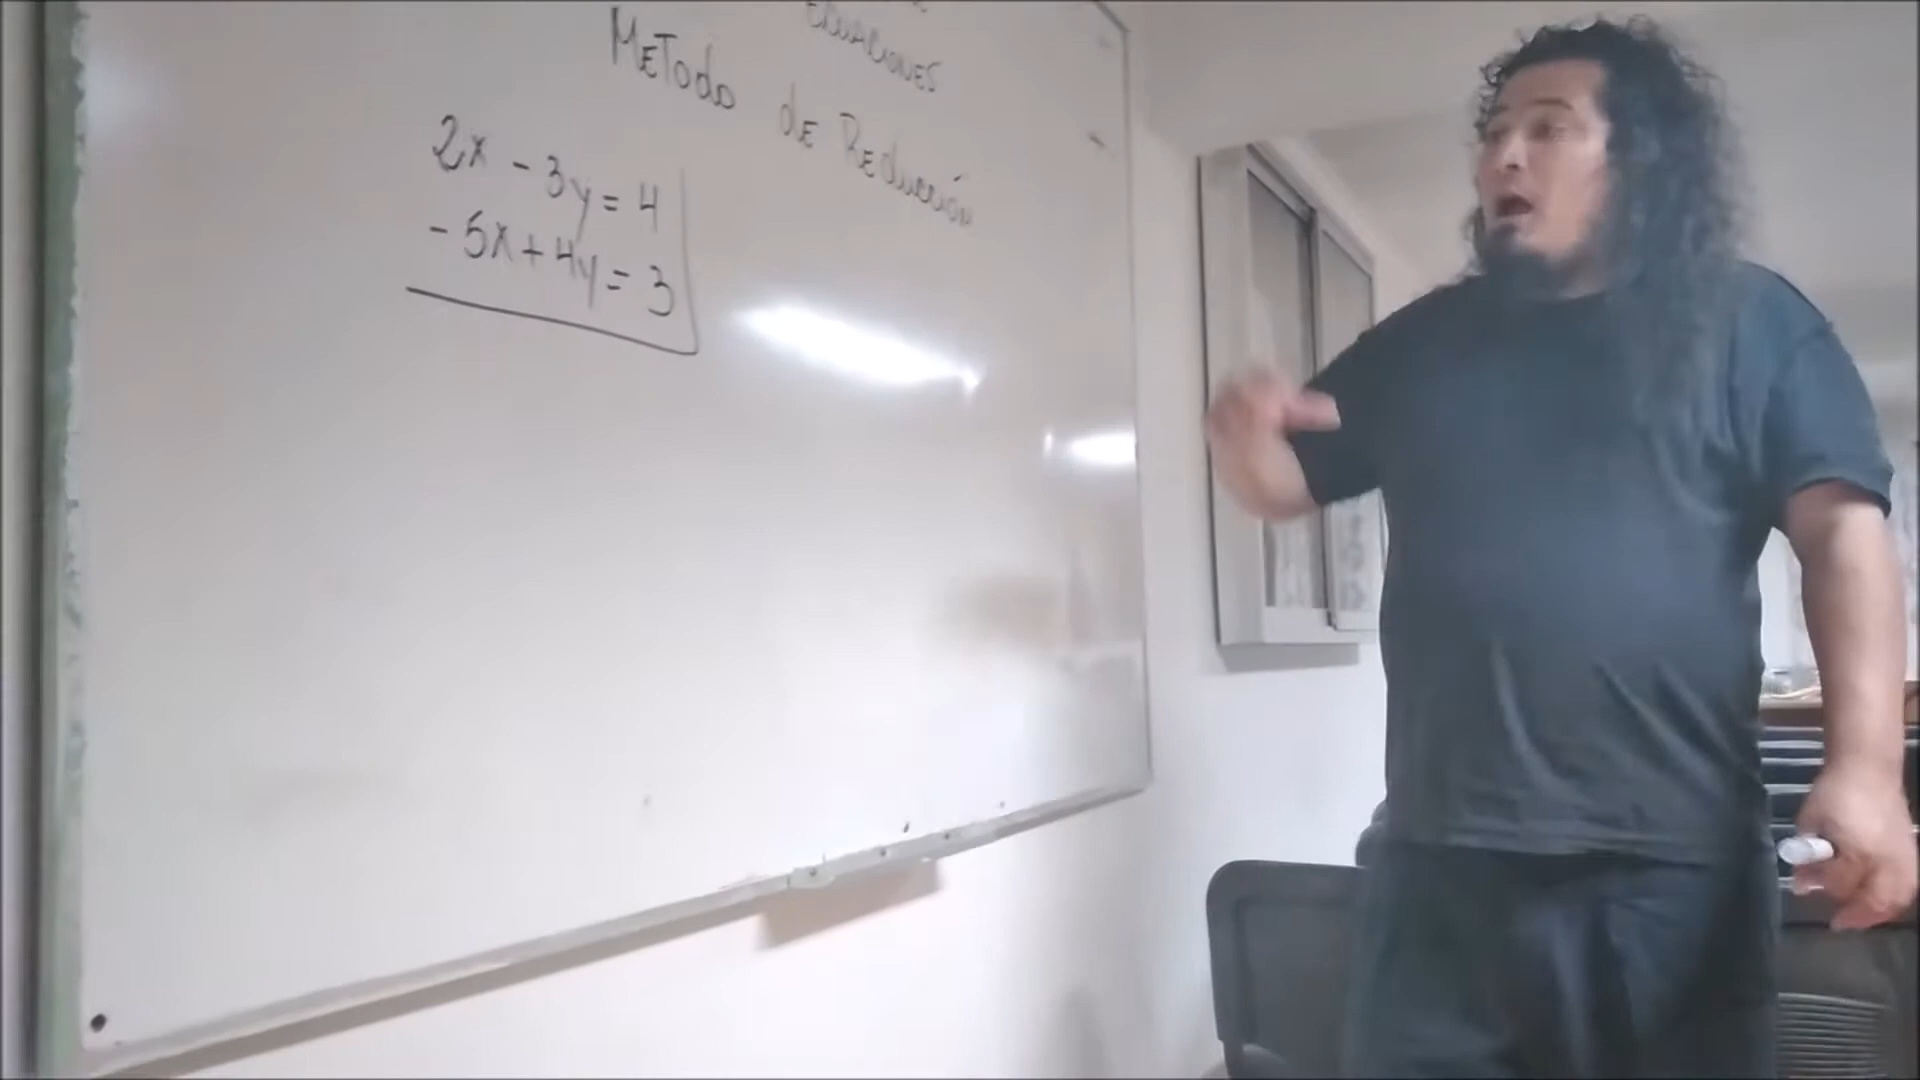 ECUACIONES
METODO DE REDUCCIÓN
2x - 3y = 4
- 5x + 4y = 3